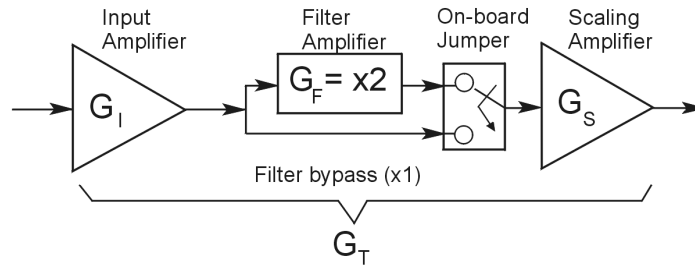 Input
Amplifier
Filter
Amplifier
On-board
Jumper
Scaling
Amplifier
G_I
G_F = x2
G_S
Filter bypass (x1)
G_T